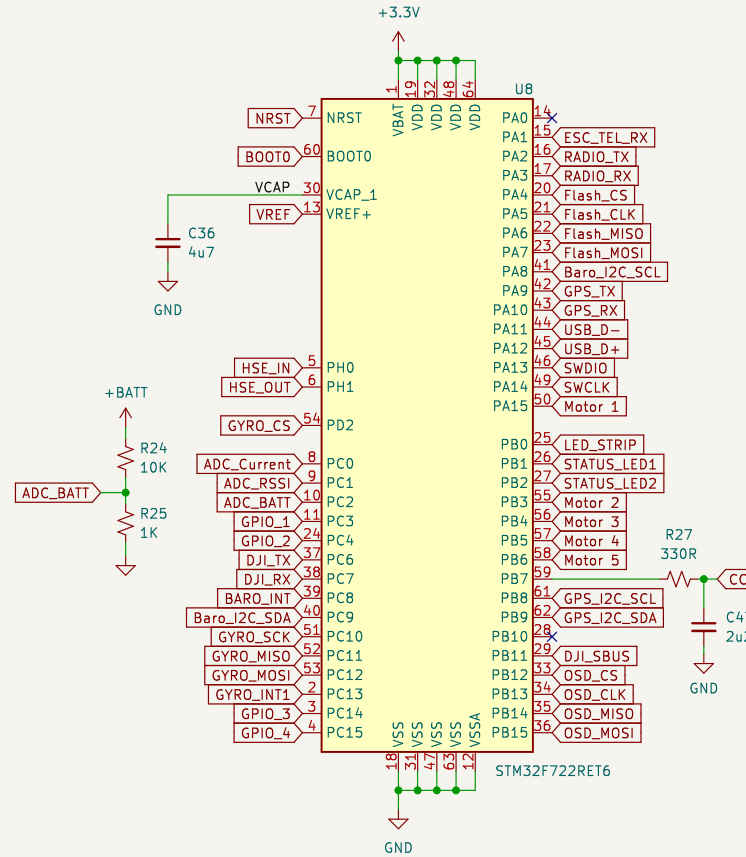 +3.3V
U8
1
19
32
48
64
VBAT
VDD
VDD
VDD
VDD
NRST 7 NRST
BOOT0 60 BOOT0
VCAP 30 VCAP_1
VREF 13 VREF+
C36
4u7
GND
HSE_IN 5 PH0
HSE_OUT 6 PH1
GYRO_CS 54 PD2
+BATT
R24
10K
ADC_BATT
R25
1K
ADC_Current 8 PC0
ADC_RSSI 9 PC1
ADC_BATT 10 PC2
GPIO_1 11 PC3
GPIO_2 24 PC4
DJI_TX 37 PC6
DJI_RX 38 PC7
BARO_INT 39 PC8
Baro_I2C_SDA 40 PC9
GYRO_SCK 51 PC10
GYRO_MISO 52 PC11
GYRO_MOSI 53 PC12
GYRO_INT1 2 PC13
GPIO_3 3 PC14
GPIO_4 4 PC15
PA0 14
PA1 15 ESC_TEL_RX
PA2 16 RADIO_TX
PA3 17 RADIO_RX
PA4 20 Flash_CS
PA5 21 Flash_CLK
PA6 22 Flash_MISO
PA7 23 Flash_MOSI
PA8 41 Baro_I2C_SCL
PA9 42 GPS_TX
PA10 43 GPS_RX
PA11 44 USB_D-
PA12 45 USB_D+
PA13 46 SWDIO
PA14 49 SWCLK
PA15 50 Motor 1
PB0 25 LED_STRIP
PB1 26 STATUS_LED1
PB2 27 STATUS_LED2
PB3 55 Motor 2
PB4 56 Motor 3
PB5 57 Motor 4
PB6 58 Motor 5
PB7 59
R27
330R
PB8 61 GPS_I2C_SCL
PB9 62 GPS_I2C_SDA
PB10 28
PB11 29 DJI_SBUS
PB12 33 OSD_CS
PB13 34 OSD_CLK
PB14 35 OSD_MISO
PB15 36 OSD_MOSI
GND
VSS
VSS
VSS
VSS
VSSA
18
31
47
63
12
STM32F722RET6
GND